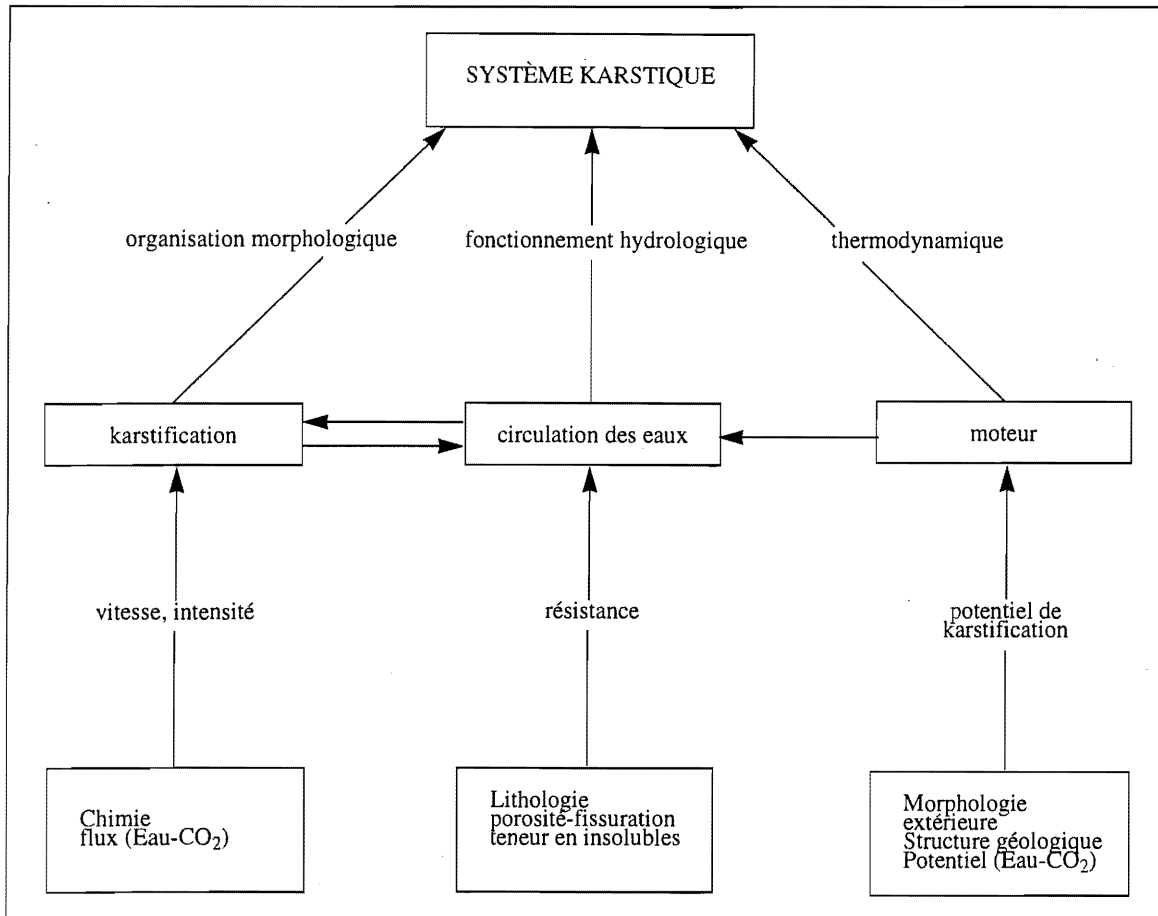 SYSTÈME KARSTIQUE
organisation morphologique
fonctionnement hydrologique
thermodynamique
karstification
circulation des eaux
moteur
vitesse, intensité
résistance
potentiel de
karstification
Chimie
flux (Eau-CO₂)
Lithologie
porosité-fissuration
teneur en insolubles
Morphologie
extérieure
Structure géologique
Potentiel (Eau-CO₂)